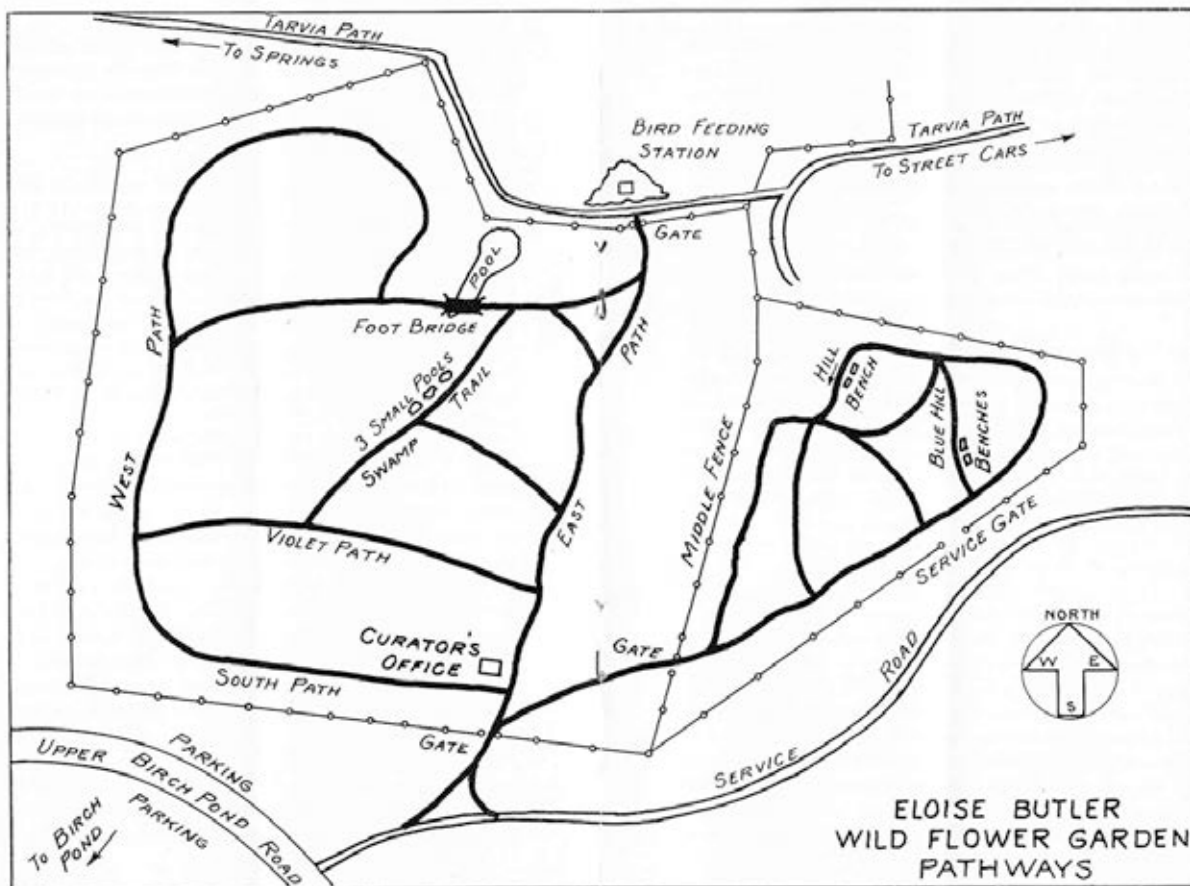 TARVIA PATH
TO SPRINGS
BIRD FEEDING
STATION
TARVIA PATH
TO STREET CARS
GATE
POOL
FOOT BRIDGE
PATH
WEST
EAST
PATH
3 SMALL POOLS
SWAMP TRAIL
VIOLET PATH
MIDDLE FENCE
HILL
BENCH
BLUE HILL
BENCHES
SERVICE GATE
CURATOR'S
OFFICE
SOUTH PATH
GATE
GATE
SERVICE ROAD
NORTH
W E
S
PARKING
UPPER BIRCH POND ROAD
PARKING
TO BIRCH
POND
ELOISE BUTLER
WILD FLOWER GARDEN
PATHWAYS